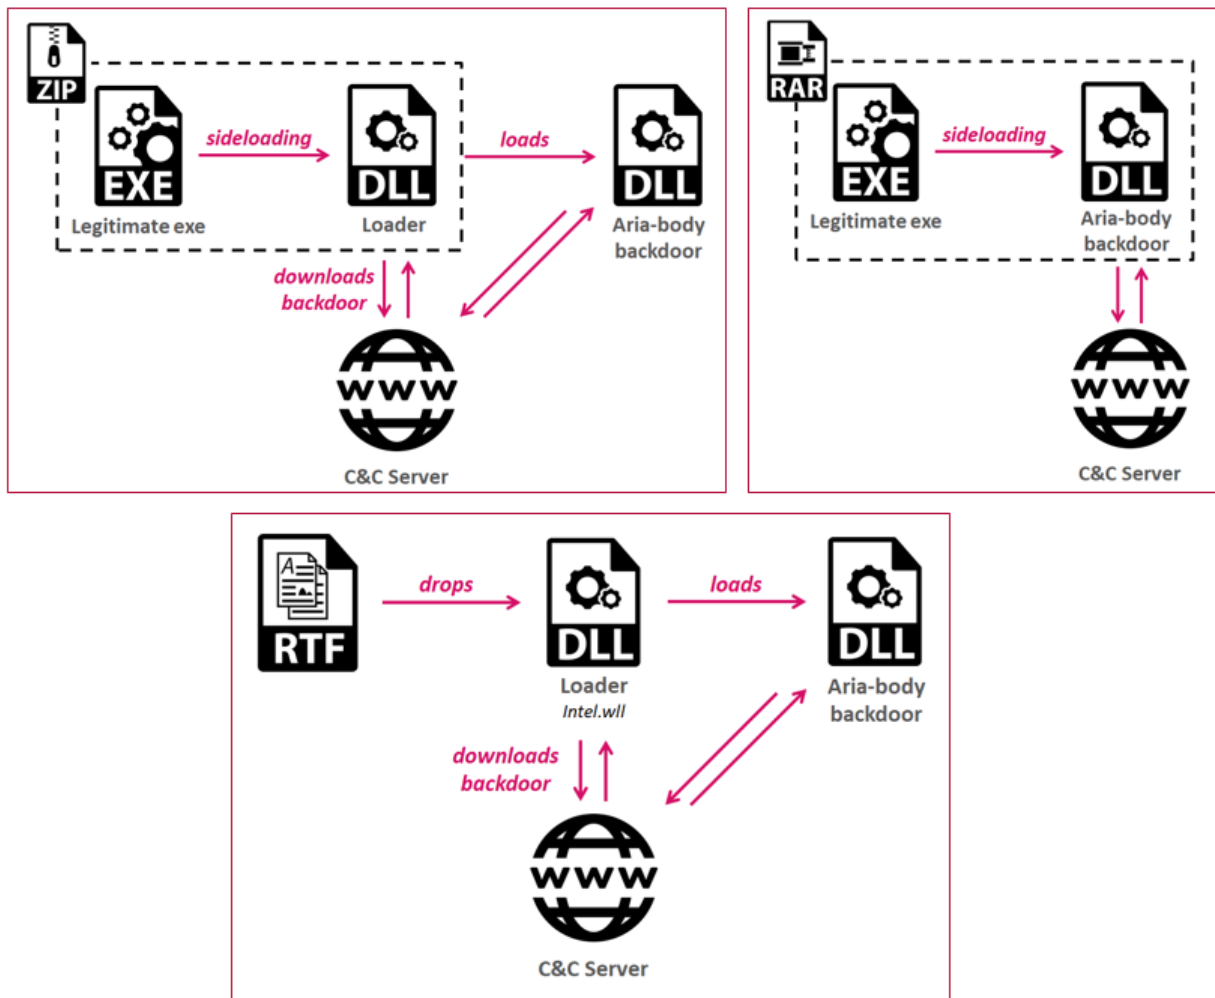 ZIP
EXE
Legitimate exe
sideloading
DLL
Loader
loads
DLL
Aria-body
backdoor
downloads
backdoor
www
C&C Server
RAR
EXE
Legitimate exe
sideloading
DLL
Aria-body
backdoor
www
C&C Server
A
RTF
drops
DLL
Loader
Intel.wll
loads
DLL
Aria-body
backdoor
downloads
backdoor
www
C&C Server